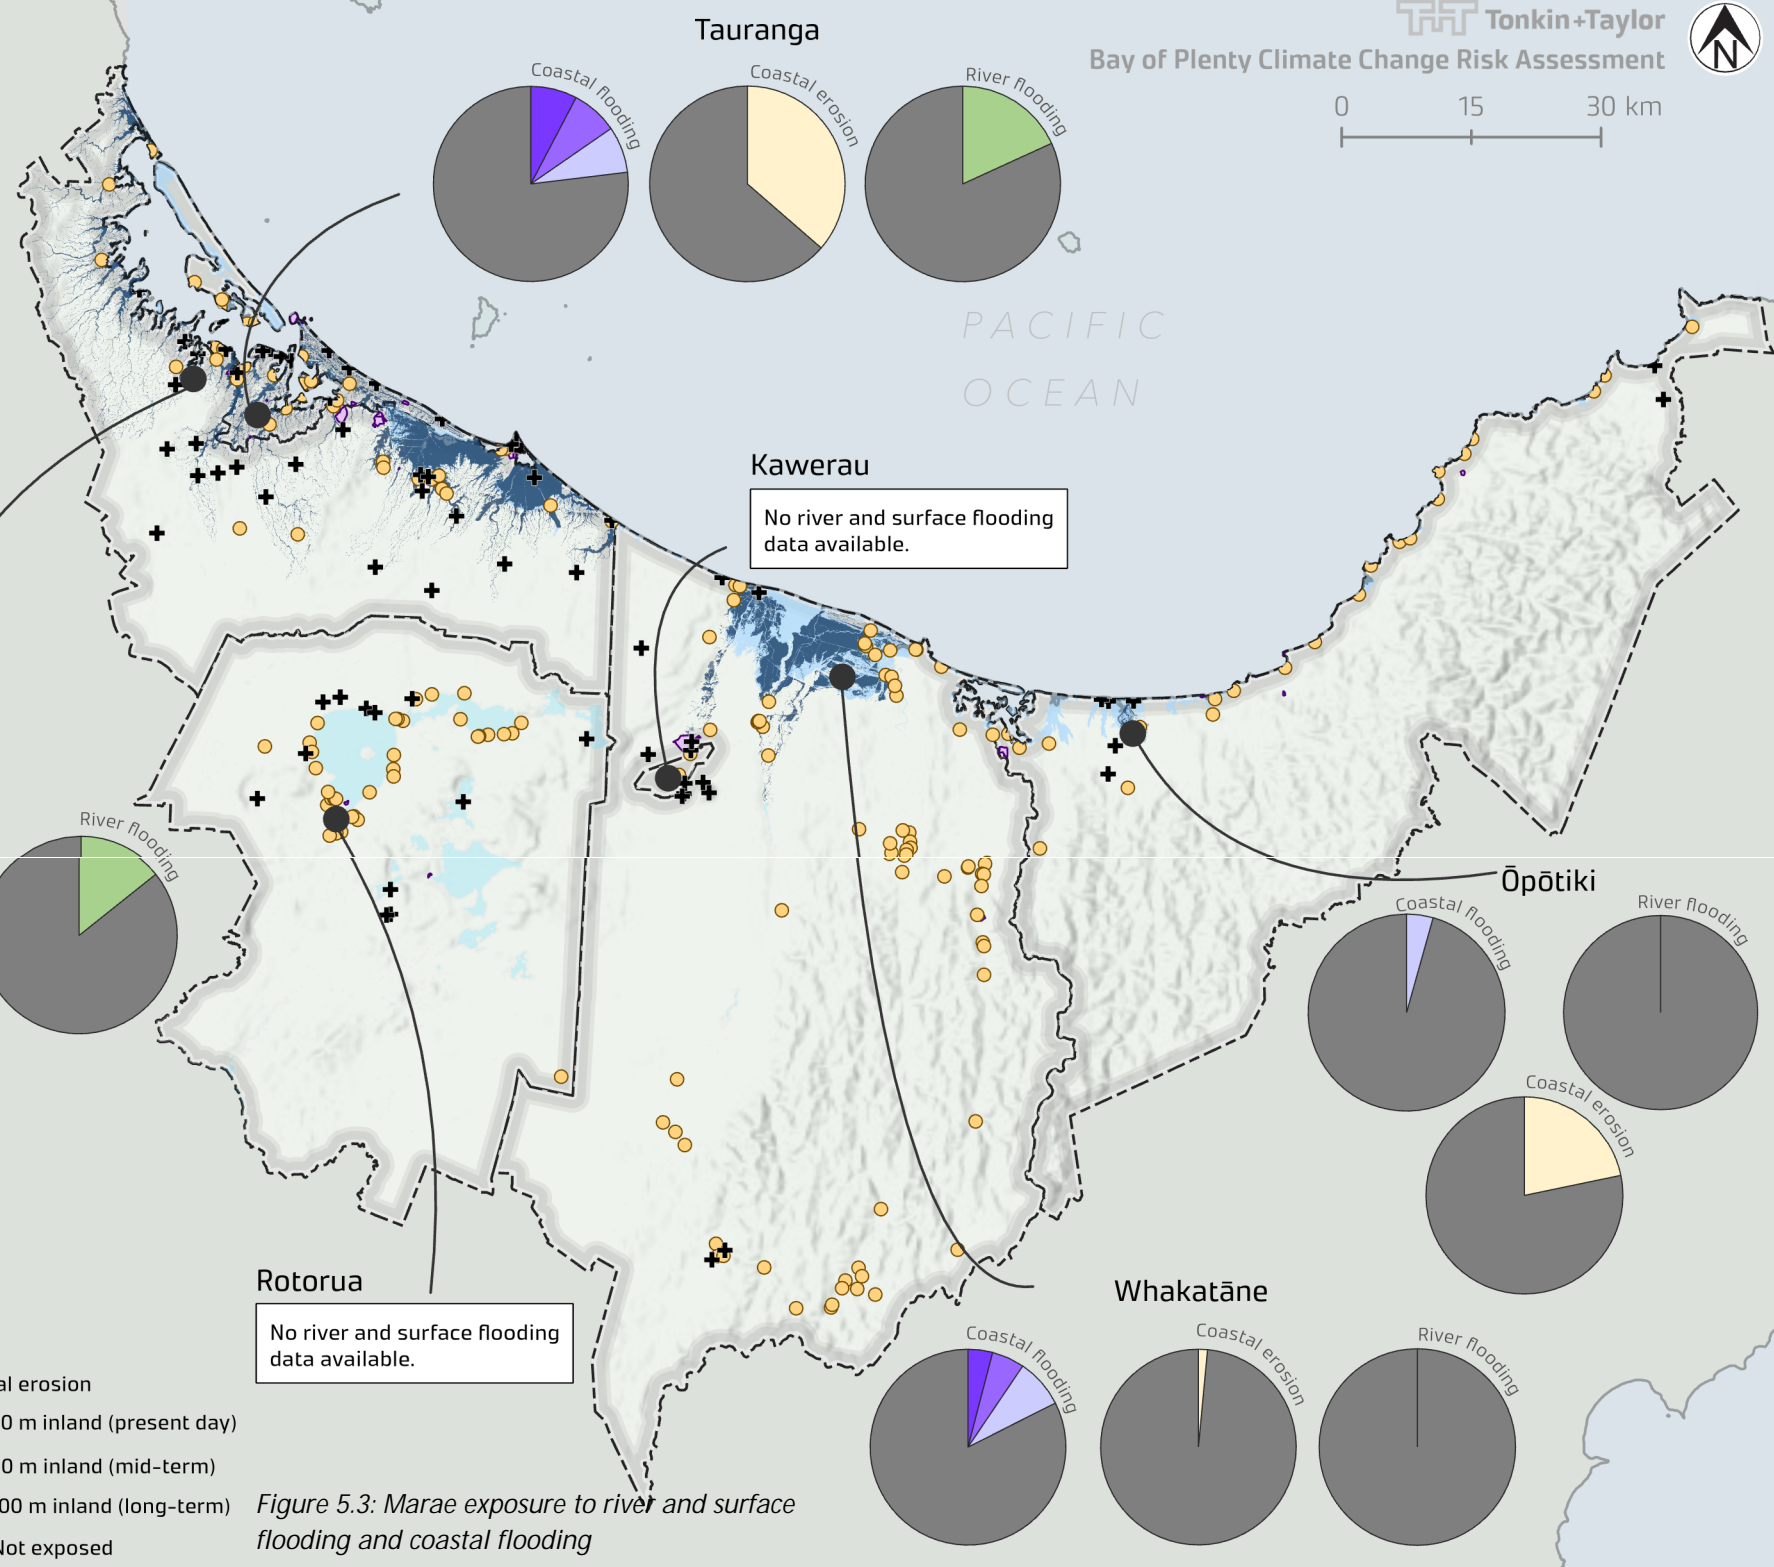 Tauranga
Tonkin+Taylor
Bay of Plenty Climate Change Risk Assessment
N
0 15 30 km
Coastal flooding
Coastal erosion
River flooding
PACIFIC
OCEAN
Kawerau
No river and surface flooding
data available.
River flooding
Ōpōtiki
Coastal flooding
River flooding
Coastal erosion
Rotorua
No river and surface flooding
data available.
Whakatāne
Coastal flooding
Coastal erosion
River flooding
al erosion
0 m inland (present day)
0 m inland (mid-term)
00 m inland (long-term)
Not exposed
Figure 5.3: Marae exposure to river and surface
flooding and coastal flooding